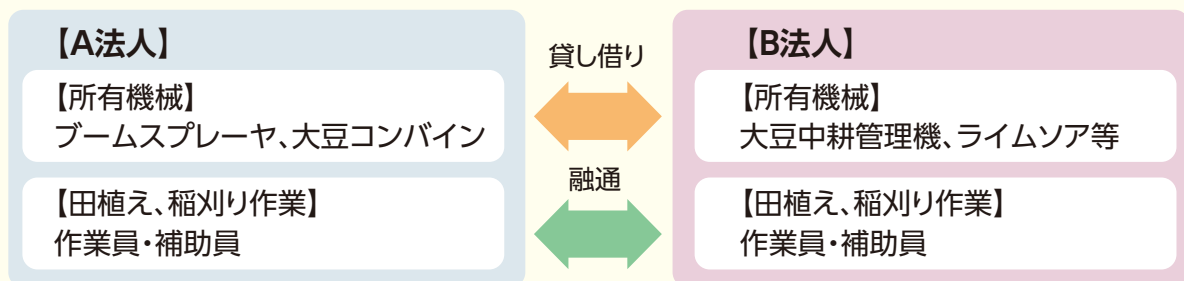 【A法人】
【所有機械】
ブームスプレーヤ、大豆コンバイン
【田植え、稲刈り作業】
作業員・補助員
貸し借り
融通
【B法人】
【所有機械】
大豆中耕管理機、ライムソア等
【田植え、稲刈り作業】
作業員・補助員